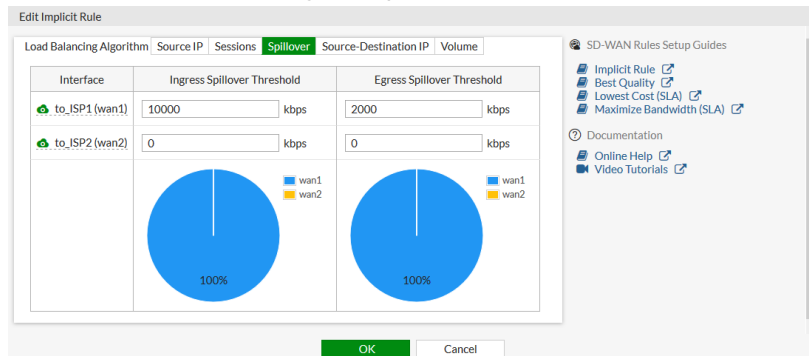 Edit Implicit Rule
Load Balancing Algorithm Source IP Sessions Spillover Source-Destination IP Volume
Interface Ingress Spillover Threshold Egress Spillover Threshold
to_ISP1 (wan1) 10000 kbps 2000 kbps
to_ISP2 (wan2) 0 kbps 0 kbps
wan1
wan2
100%
wan1
wan2
100%
SD-WAN Rules Setup Guides
Implicit Rule
Best Quality
Lowest Cost (SLA)
Maximize Bandwidth (SLA)
Documentation
Online Help
Video Tutorials
OK Cancel